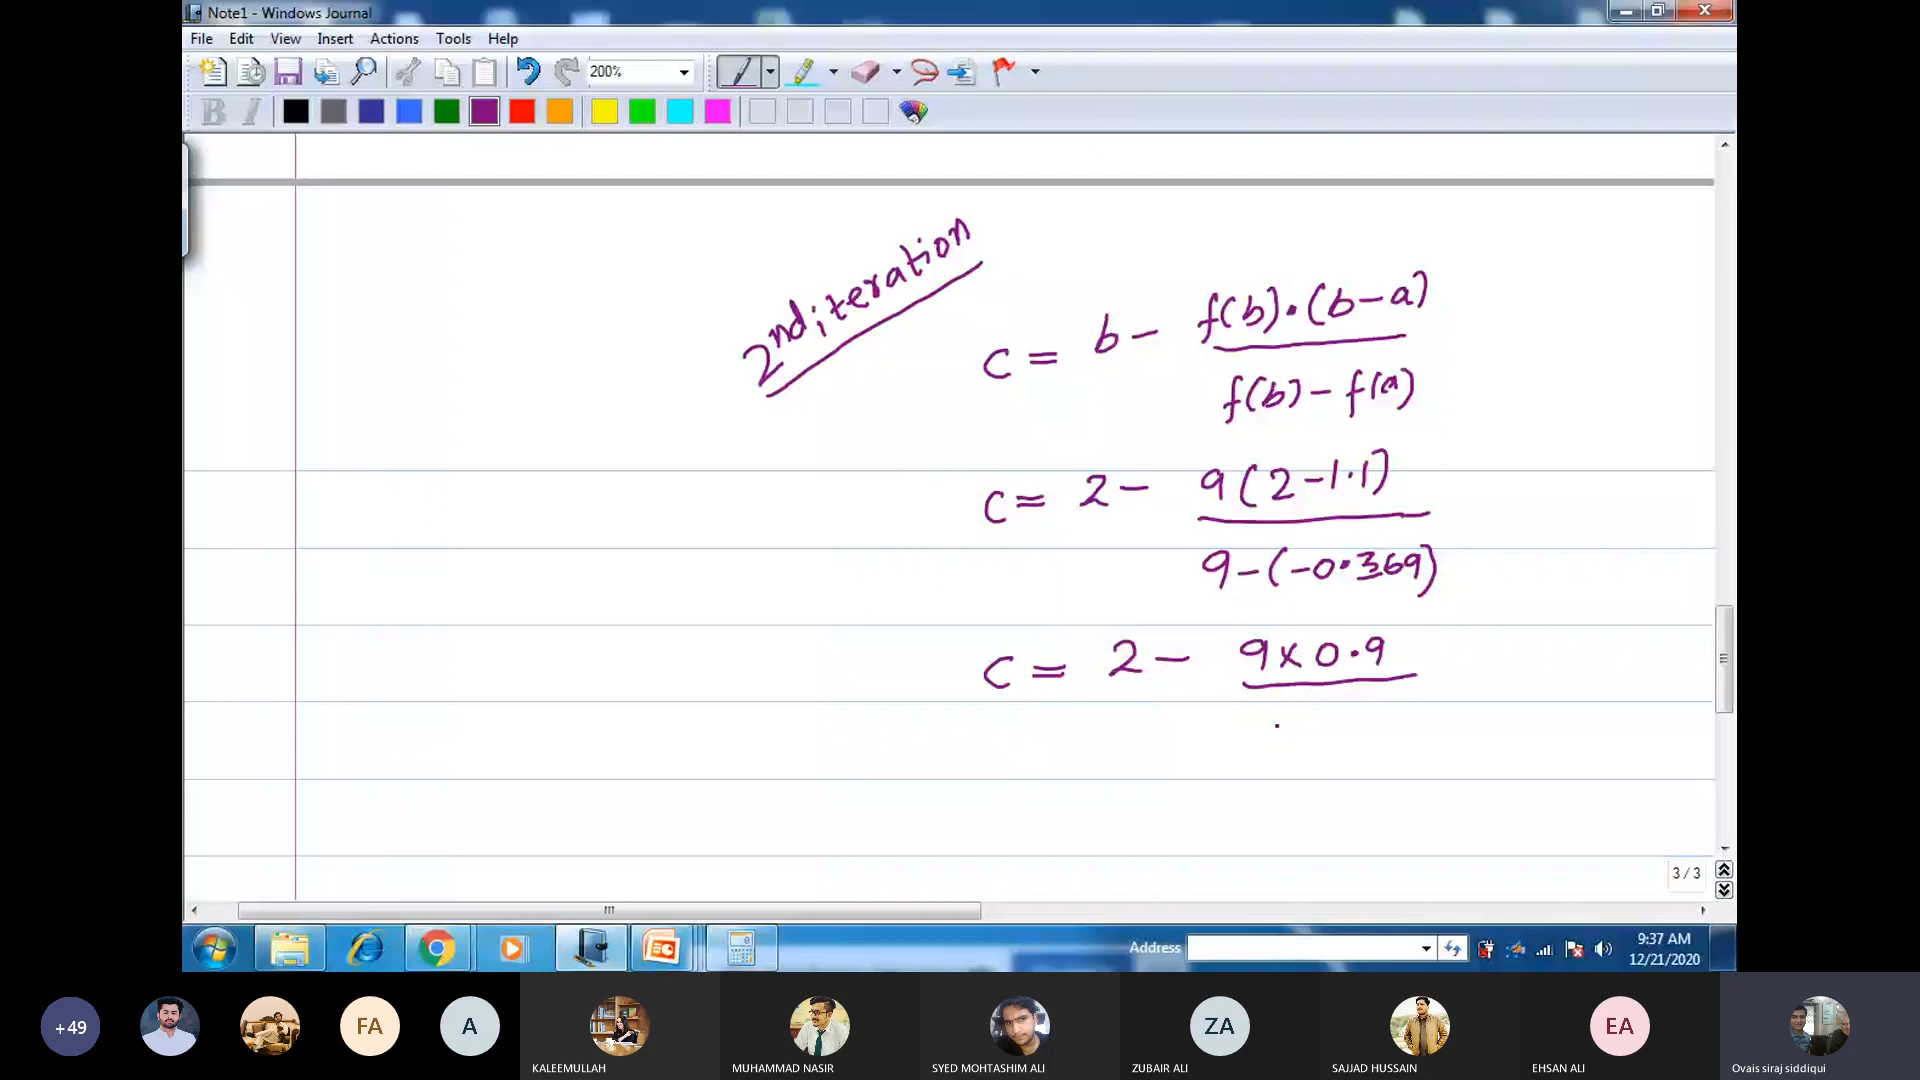 Note1 - Windows Journal
File Edit View Insert Actions Tools Help
200%
B I
2nd iteration
c = b - f(b)·(b-a)
f(b) - f(a)
c = 2 - 9(2-1.1)
9-(-0.369)
c = 2 - 9x0.9
.
3 / 3
Address
9:37 AM
12/21/2020
+49
FA
A
ZA
EA
KALEEMULLAH
MUHAMMAD NASIR
SYED MOHTASHIM ALI
ZUBAIR ALI
SAJJAD HUSSAIN
EHSAN ALI
Ovais siraj siddiqui